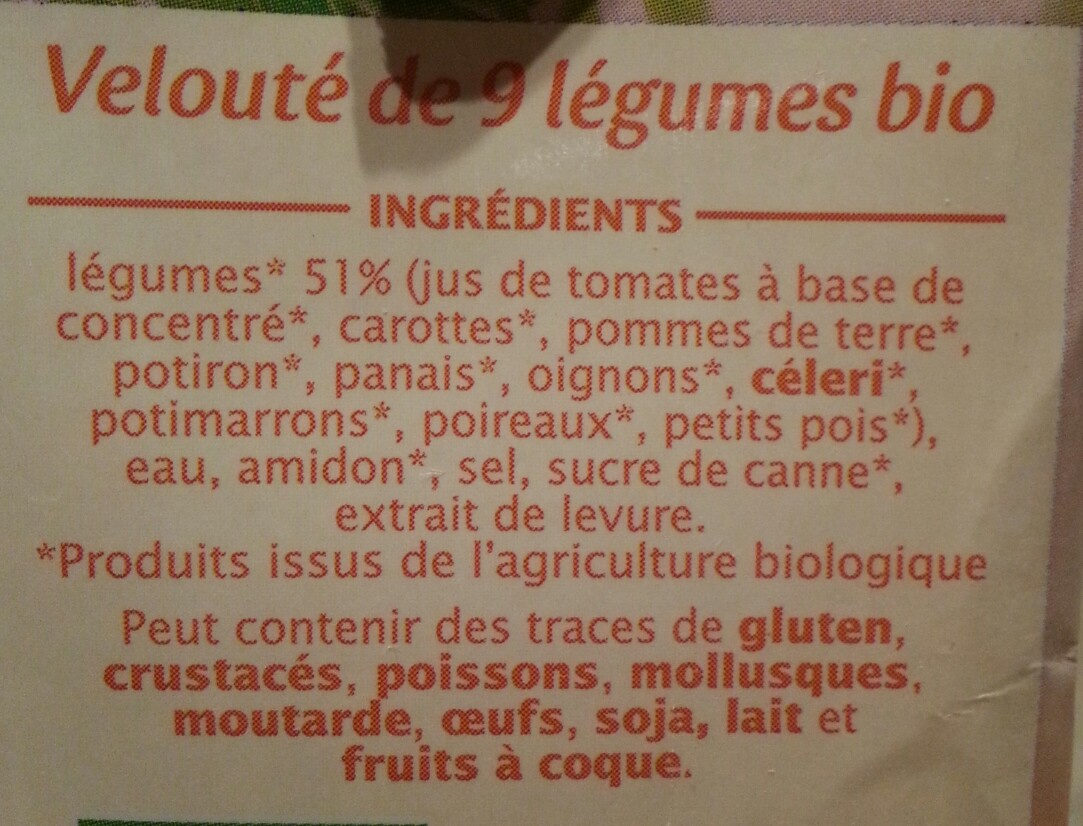 Velouté de 9 légumes bio
INGRÉDIENTS
légumes* 51% (jus de tomates à base de
concentré*, carottes*, pommes de terre*,
potiron*, panais*, oignons*, céleri*,
potimarrons*, poireaux*, petits pois*),
eau, amidon*, sel, sucre de canne*,
extrait de levure.
*Produits issus de l'agriculture biologique
Peut contenir des traces de gluten,
crustacés, poissons, mollusques,
moutarde, œufs, soja, lait et
fruits à coque.